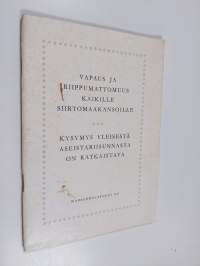 VAPAUS JA
RIIPPUMATTOMUUS
KAIKILLE
SIIRTOMAAKANSOILLE
KYSYMYS YLEISESTÄ
ASEISTARIISUNNASTA
ON RATKAISTAVA